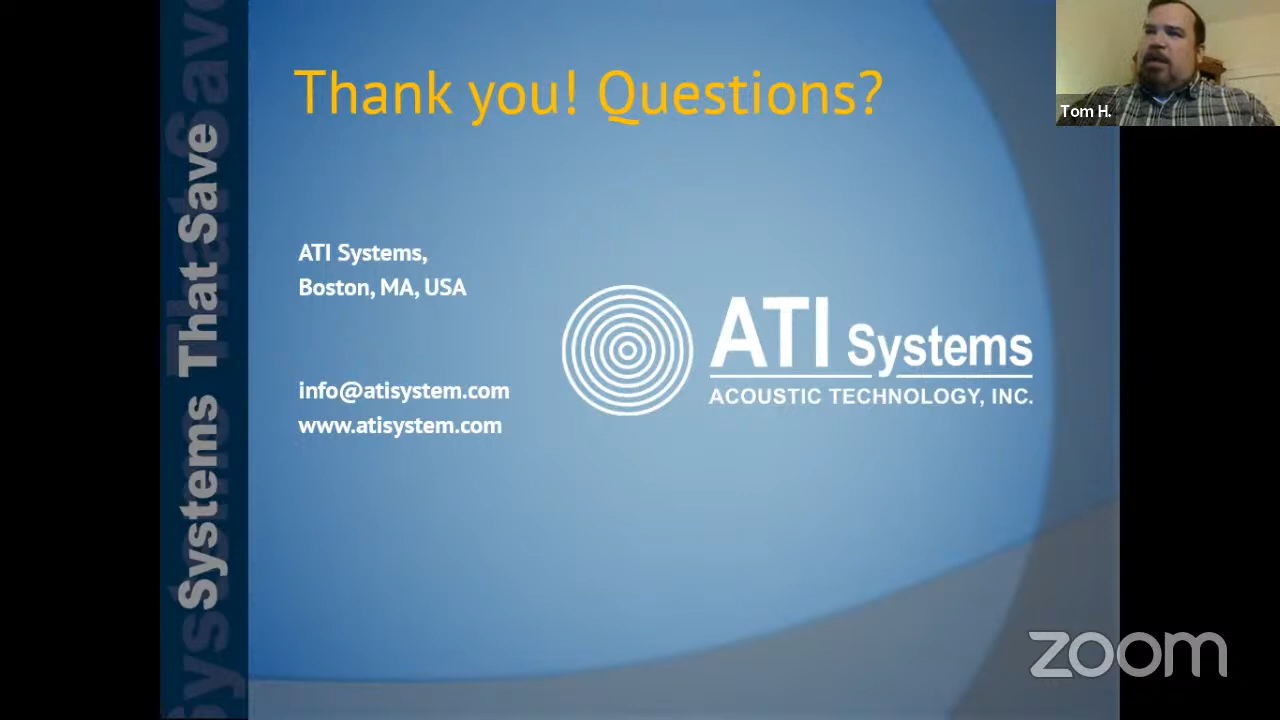 Thank you! Questions?
Tom H.
Systems That Save
ATI Systems,
Boston, MA, USA
ATI Systems
ACOUSTIC TECHNOLOGY, INC.
info@atisystem.com
www.atisystem.com
zoom